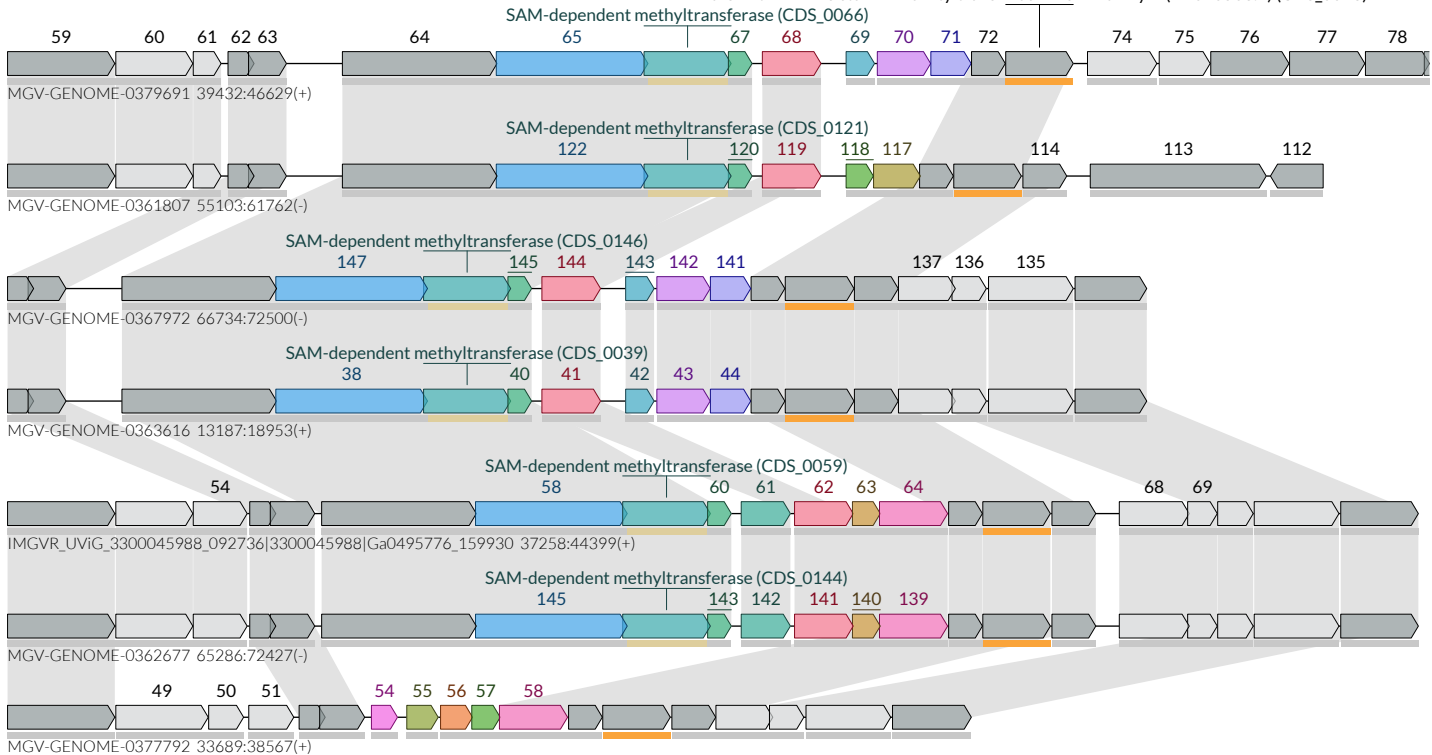 SAM-dependent methyltransferase (CDS_0066)
59 60 61 62 63 64 65 67 68 69 70 71 72 74 75 76 77 78
MGV-GENOME-0379691 39432:46629(+)
SAM-dependent methyltransferase (CDS_0121)
122 120 119 118 117 114 113 112
MGV-GENOME-0361807 55103:61762(-)
SAM-dependent methyltransferase (CDS_0146)
147 145 144 143 142 141 137 136 135
MGV-GENOME-0367972 66734:72500(-)
SAM-dependent methyltransferase (CDS_0039)
38 40 41 42 43 44
MGV-GENOME-0363616 13187:18953(+)
SAM-dependent methyltransferase (CDS_0059)
54 58 60 61 62 63 64 68 69
IMGVR_UViG_3300045988_092736|3300045988|Ga0495776_159930 37258:44399(+)
SAM-dependent methyltransferase (CDS_0144)
145 143 142 141 140 139
MGV-GENOME-0362677 65286:72427(-)
49 50 51 54 55 56 57 58
MGV-GENOME-0377792 33689:38567(+)